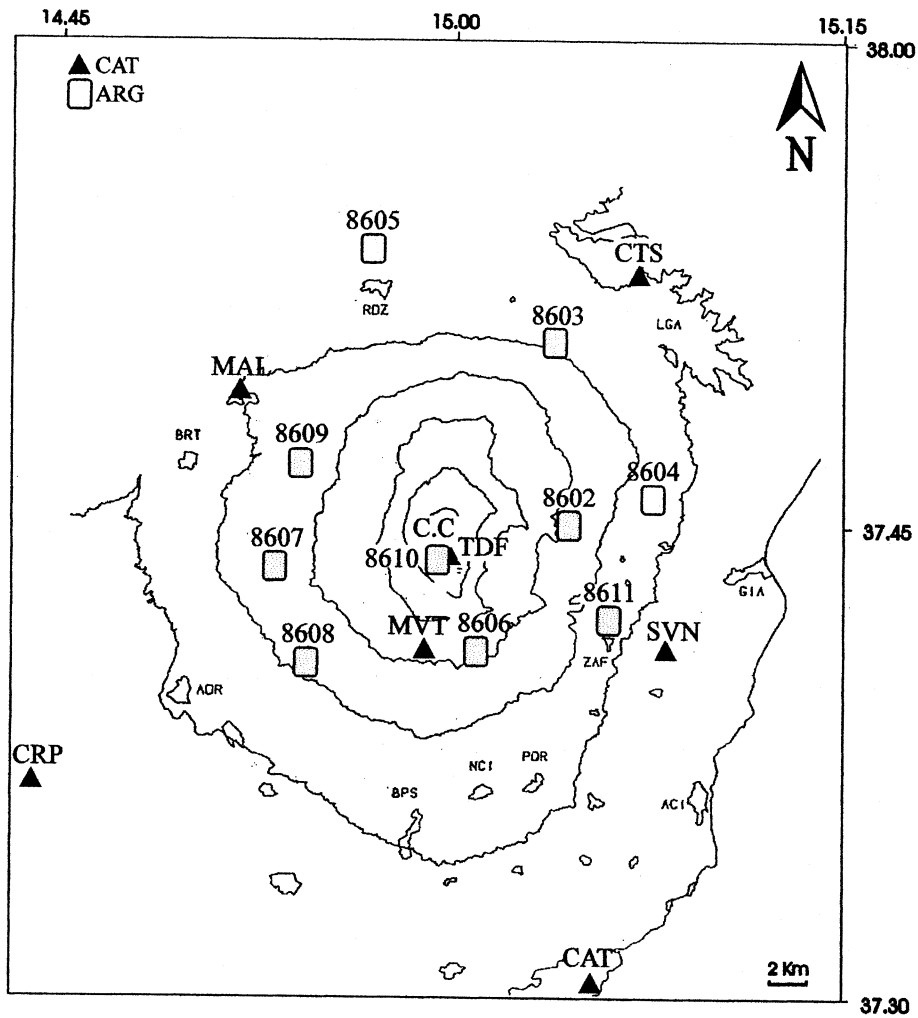 14.45
15.00
15.15
38.00
CAT
ARG
N
8605
RDZ
CTS
LGA
8603
MAL
BRT
8609
8604
8602
C.C
8610
TDF
37.45
8607
GIA
8611
MVT
8606
SVN
8608
ZAF
ADR
CRP
NCI
PDR
BPS
ACI
CAT
2 Km
37.30